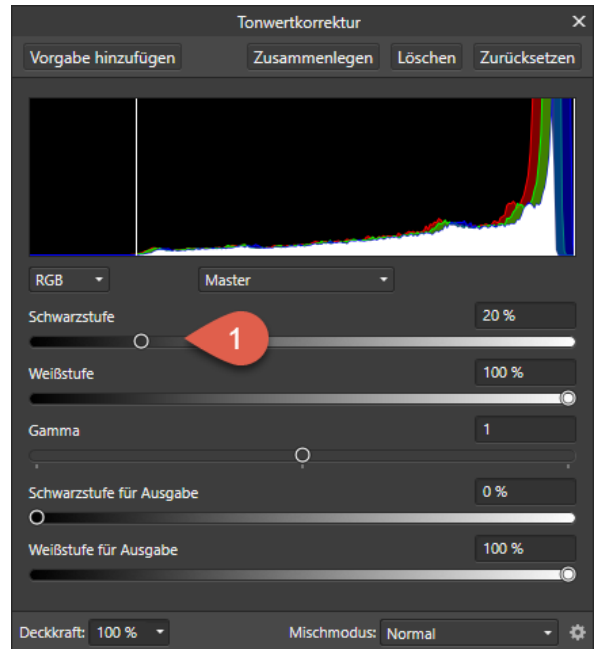 Tonwertkorrektur
Vorgabe hinzufügen Zusammenlegen Löschen Zurücksetzen
RGB Master
Schwarzstufe 20 %
1
Weißstufe 100 %
Gamma 1
Schwarzstufe für Ausgabe 0 %
Weißstufe für Ausgabe 100 %
Deckkraft: 100 % Mischmodus: Normal